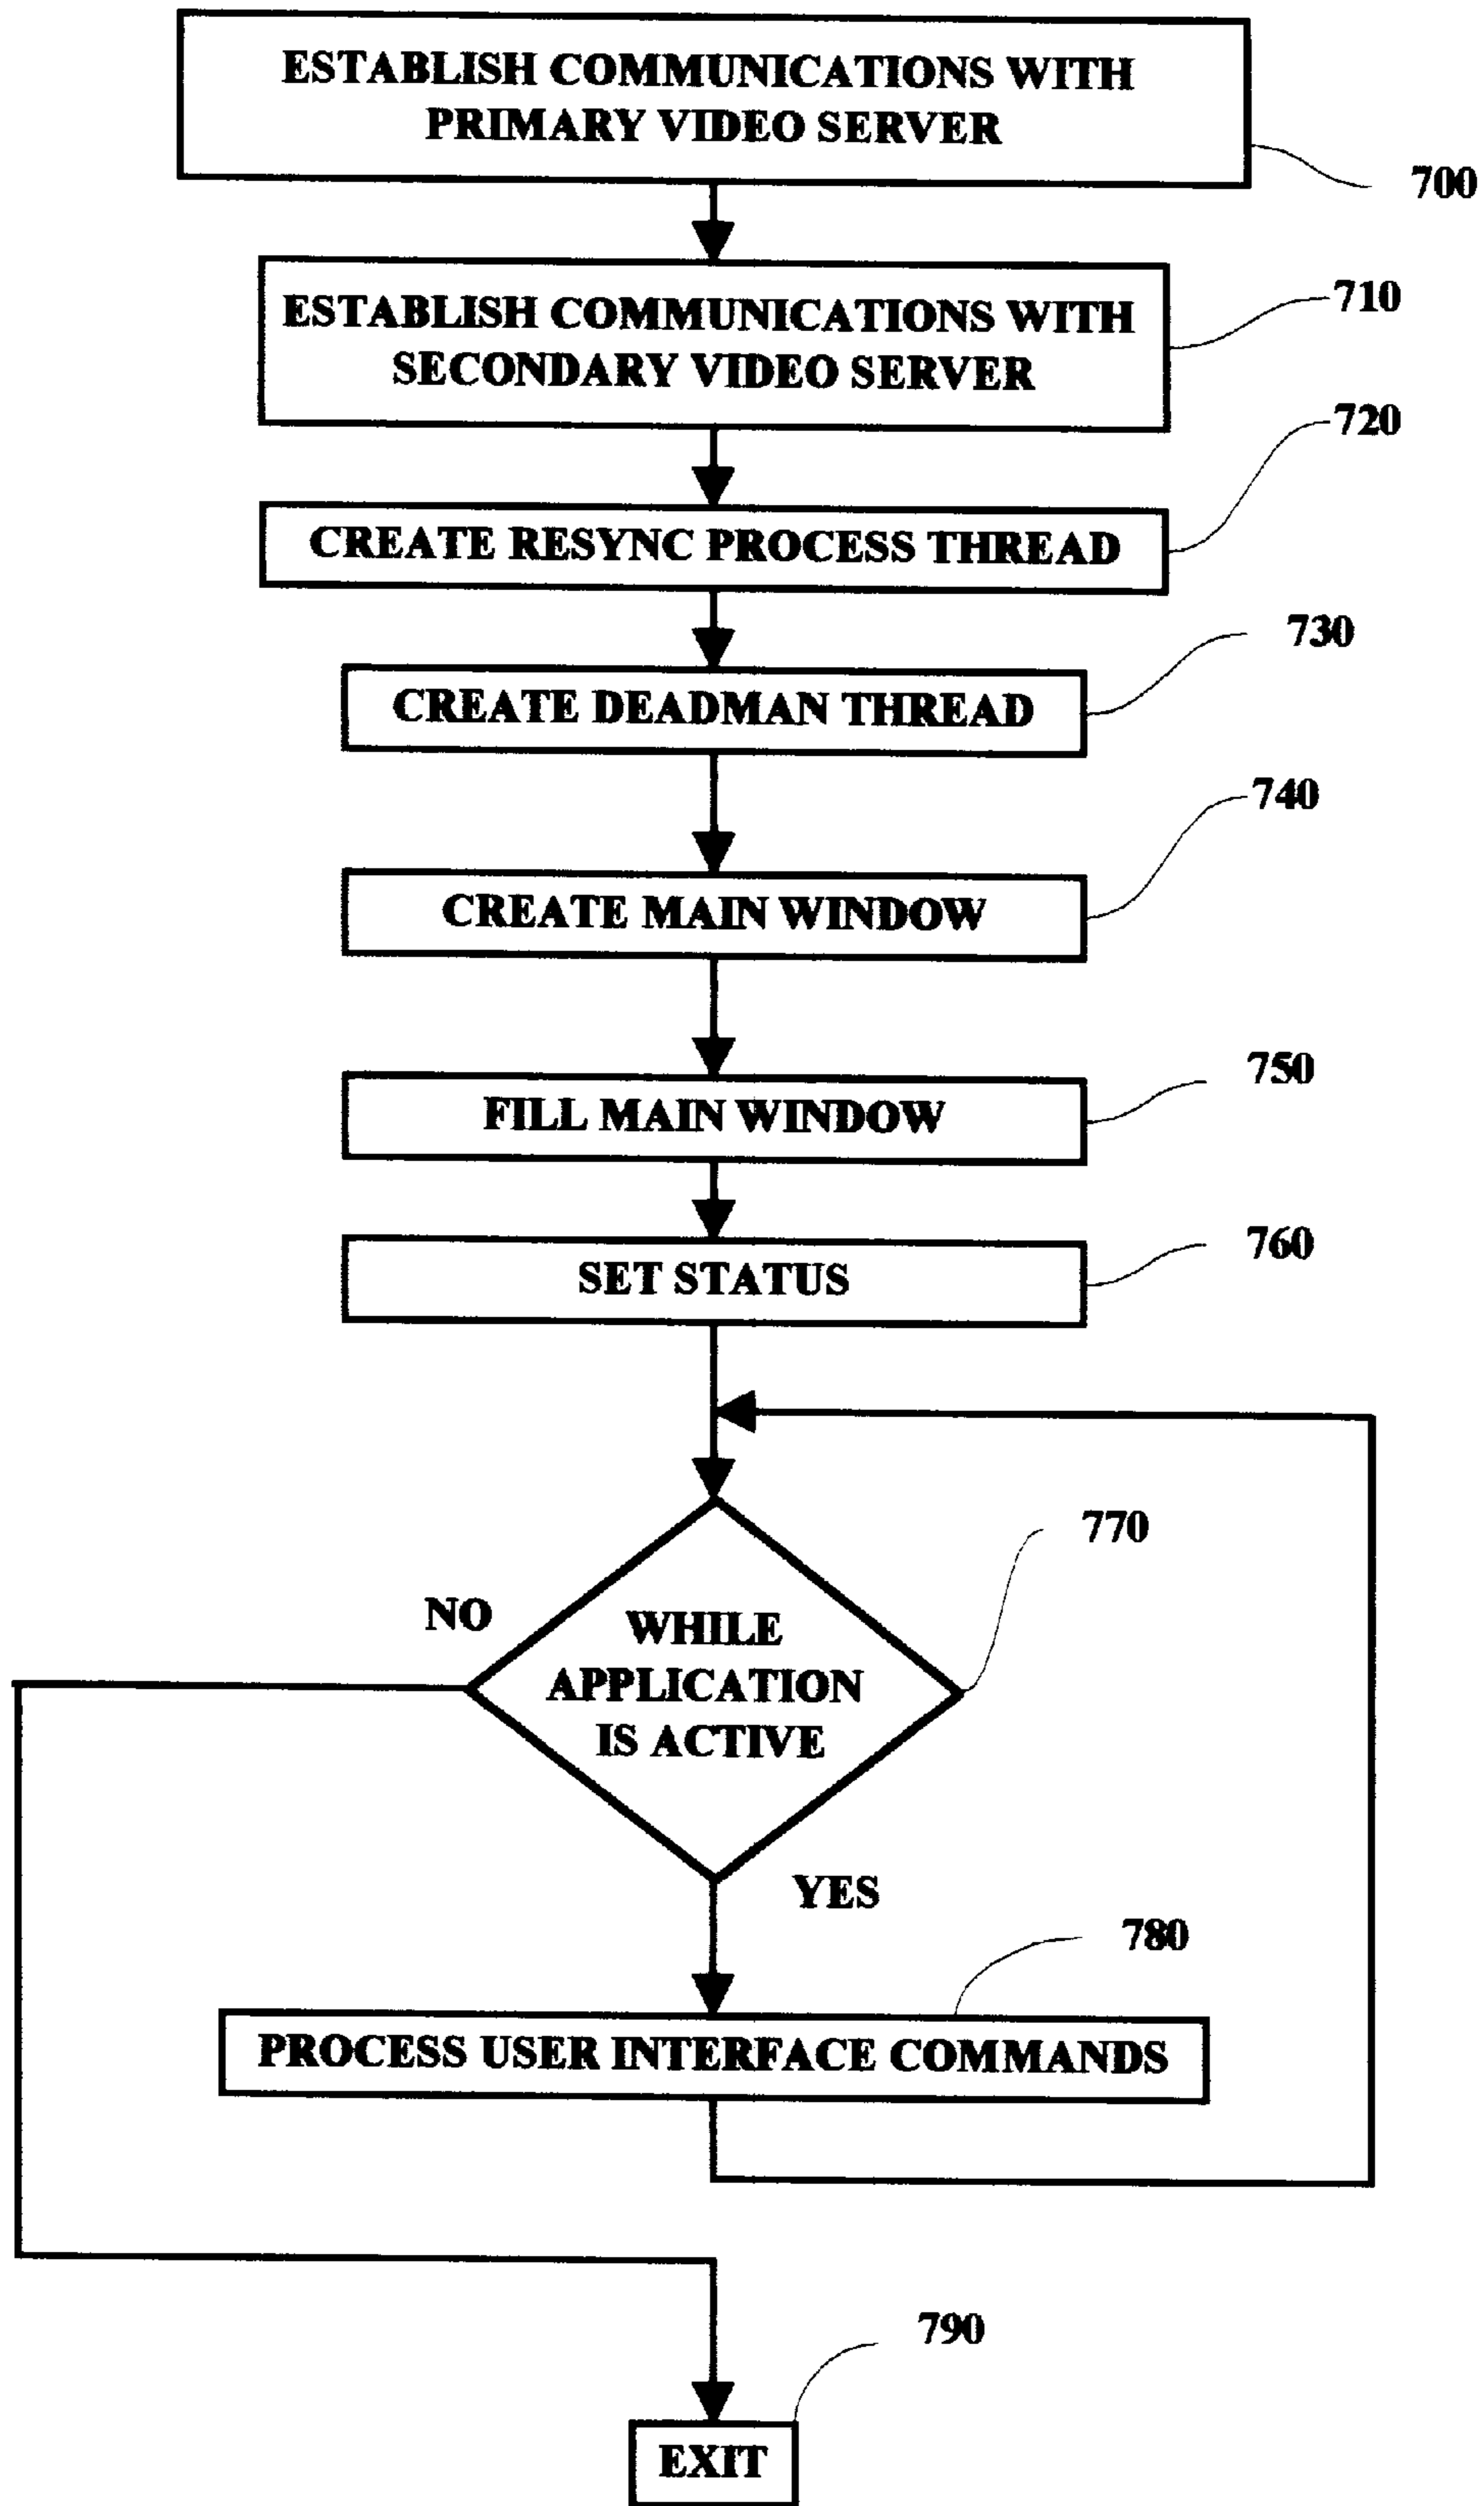 ESTABLISH COMMUNICATIONS WITH
PRIMARY VIDEO SERVER
700
ESTABLISH COMMUNICATIONS WITH
SECONDARY VIDEO SERVER
710
CREATE RESYNC PROCESS THREAD
720
CREATE DEADMAN THREAD
730
CREATE MAIN WINDOW
740
FILL MAIN WINDOW
750
SET STATUS
760
WHILE
APPLICATION
IS ACTIVE
770
NO
YES
PROCESS USER INTERFACE COMMANDS
780
EXIT
790